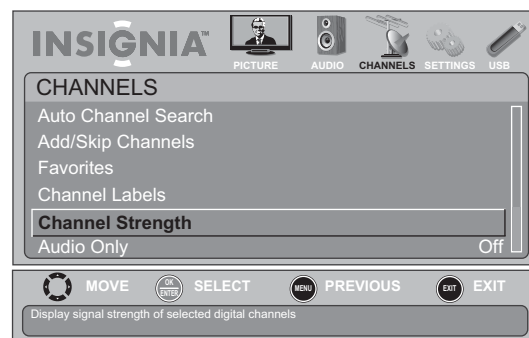 INSIGNIA™
PICTURE AUDIO CHANNELS SETTINGS USB
CHANNELS
Auto Channel Search
Add/Skip Channels
Favorites
Channel Labels
Channel Strength
Audio Only Off
MOVE OK ENTER SELECT MENU PREVIOUS EXIT EXIT
Display signal strength of selected digital channels